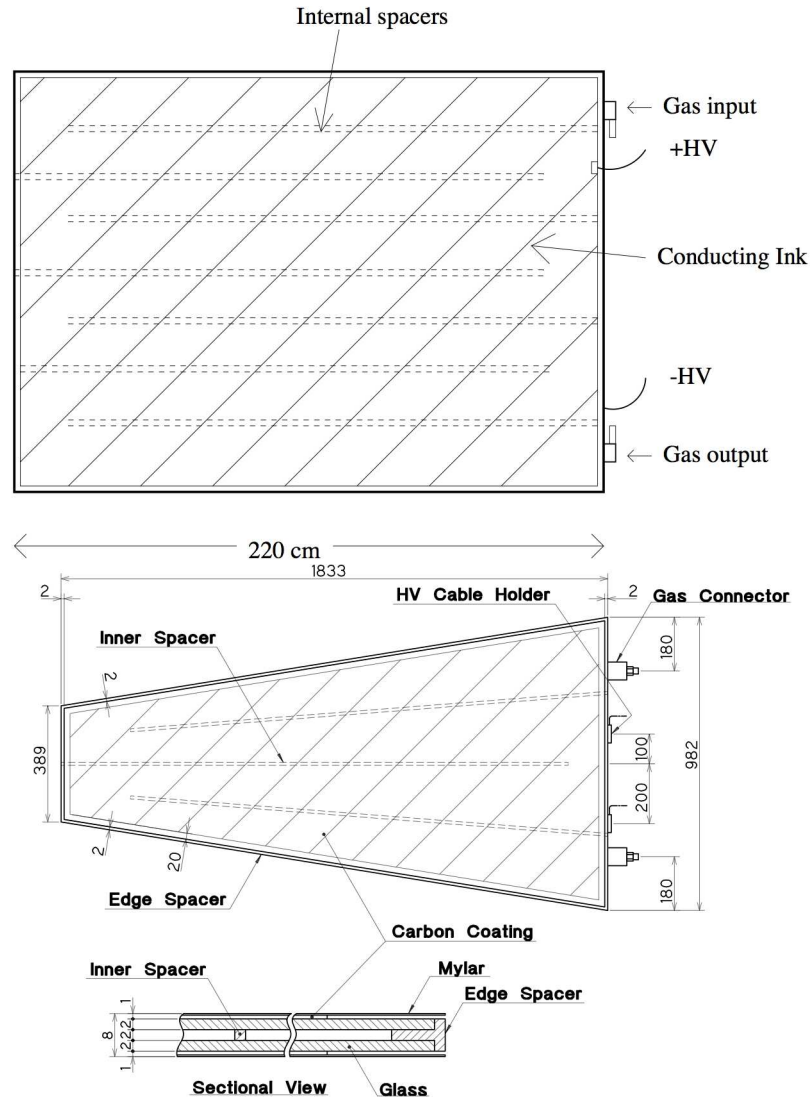 Internal spacers
Gas input
+HV
Conducting Ink
-HV
Gas output
220 cm
1833
2
HV Cable Holder
2
Gas Connector
Inner Spacer
180
2
389
100
982
200
2
20
Edge Spacer
180
Carbon Coating
Inner Spacer
Mylar
Edge Spacer
1
8
2
2
2
1
Sectional View
Glass